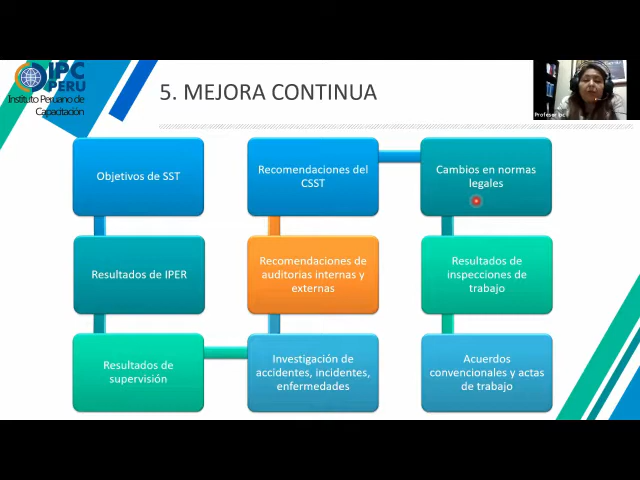 IPC
PERU
Instituto Peruano de
Capacitación
5. MEJORA CONTINUA
Objetivos de SST
Resultados de IPER
Resultados de
supervisión
Investigación de
accidentes, incidentes,
enfermedades
Recomendaciones de
auditorias internas y
externas
Recomendaciones del
CSST
Cambios en normas
legales
Resultados de
inspecciones de
trabajo
Acuerdos
convencionales y actas
de trabajo